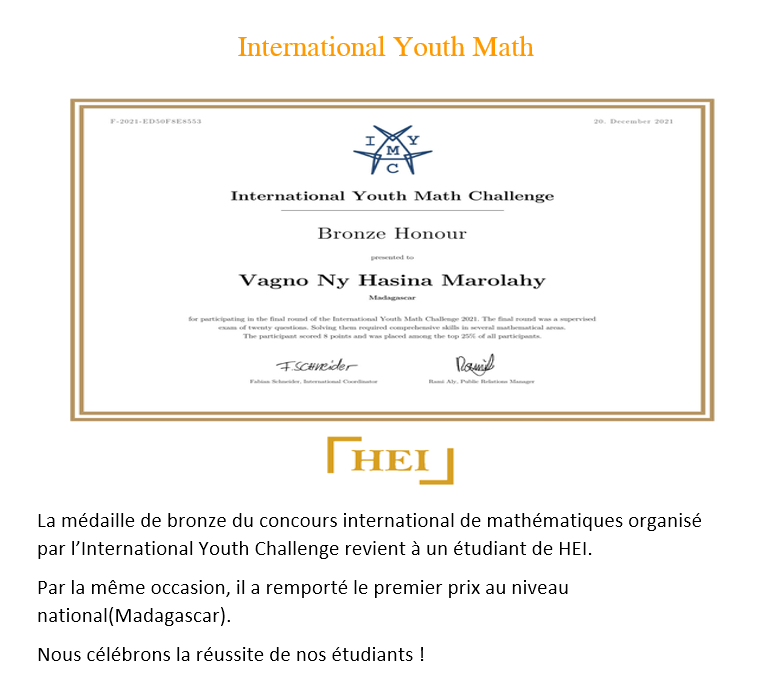 International Youth Math
F-2021-ED50F8E8553
20. December 2021
I Y
M
C
International Youth Math Challenge
Bronze Honour
presented to
Vagno Ny Hasina Marolahy
Madagascar
for participating in the final round of the International Youth Math Challenge 2021. The final round was a supervised
exam of twenty questions. Solving them required comprehensive skills in several mathematical areas.
The participant scored 8 points and was placed among the top 25% of all participants.
F. Schneider
Fabian Schneider, International Coordinator
Rami Aly, Public Relations Manager
HEI
La médaille de bronze du concours international de mathématiques organisé
par l’International Youth Challenge revient à un étudiant de HEI.
Par la même occasion, il a remporté le premier prix au niveau
national(Madagascar).
Nous célébrons la réussite de nos étudiants !